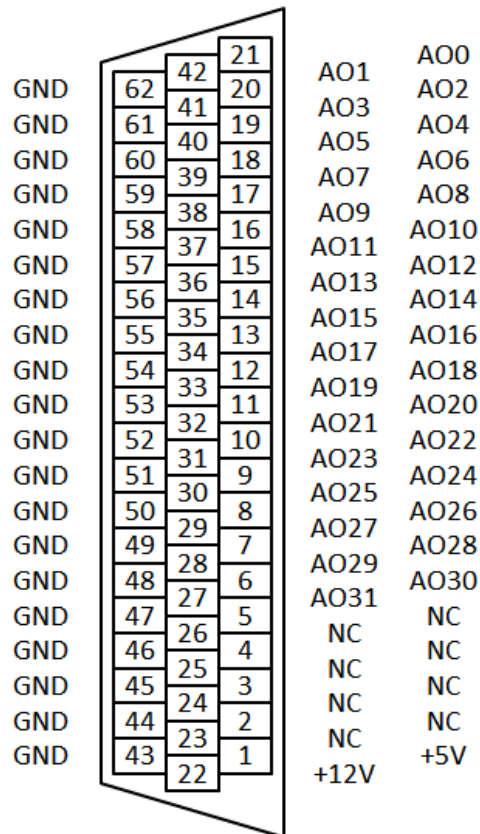 21 AO0
42 AO1
GND 62 20 AO2
41 AO3
GND 61 19 AO4
40 AO5
GND 60 18 AO6
39 AO7
GND 59 17 AO8
38 AO9
GND 58 16 AO10
37 AO11
GND 57 15 AO12
36 AO13
GND 56 14 AO14
35 AO15
GND 55 13 AO16
34 AO17
GND 54 12 AO18
33 AO19
GND 53 11 AO20
32 AO21
GND 52 10 AO22
31 AO23
GND 51 9 AO24
30 AO25
GND 50 8 AO26
29 AO27
GND 49 7 AO28
28 AO29
GND 48 6 AO30
27 AO31
GND 47 5 NC
26 NC
GND 46 4 NC
25 NC
GND 45 3 NC
24 NC
GND 44 2 NC
23 NC
GND 43 1 +5V
22 +12V